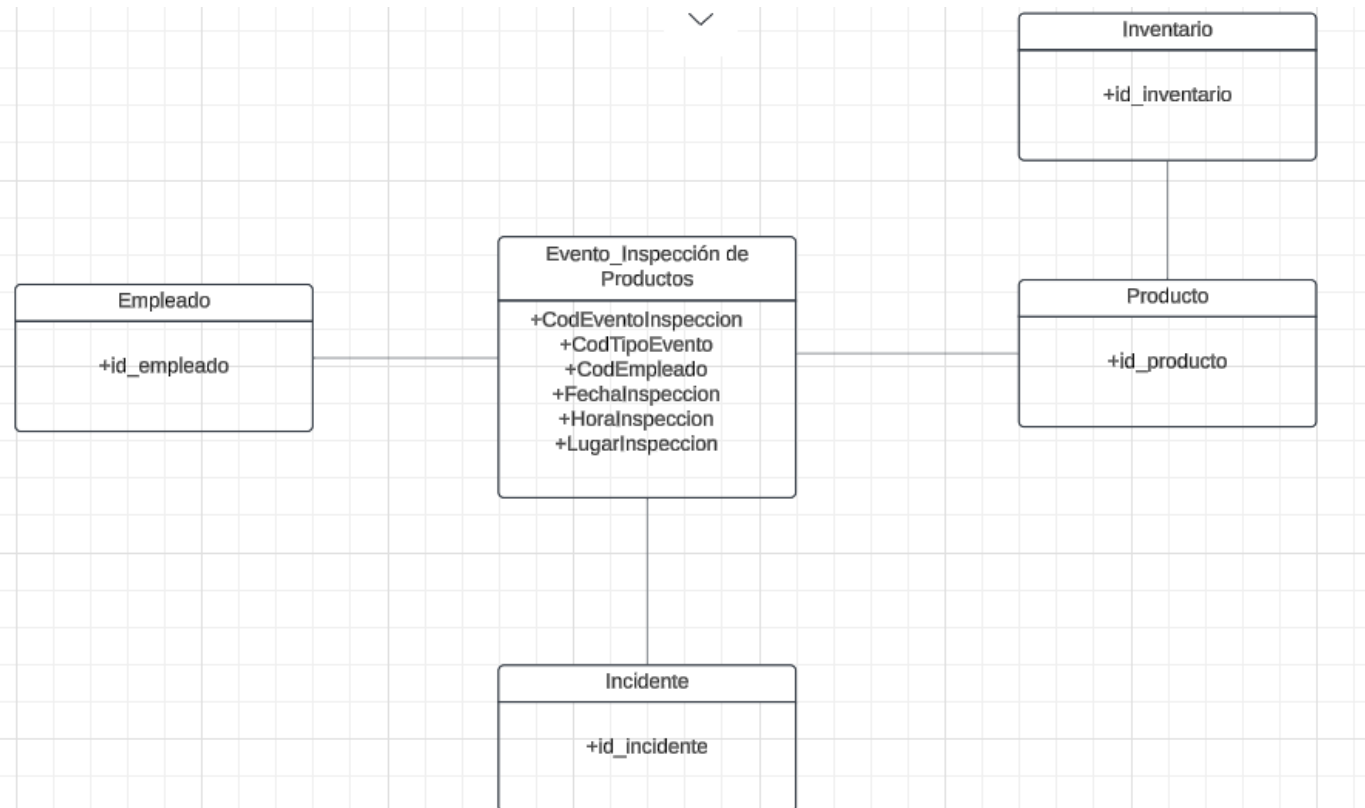 Inventario
+id_inventario
Evento_Inspección de
Productos
+CodEventoInspeccion
+CodTipoEvento
+CodEmpleado
+FechaInspeccion
+HoraInspeccion
+LugarInspeccion
Empleado
+id_empleado
Producto
+id_producto
Incidente
+id_incidente